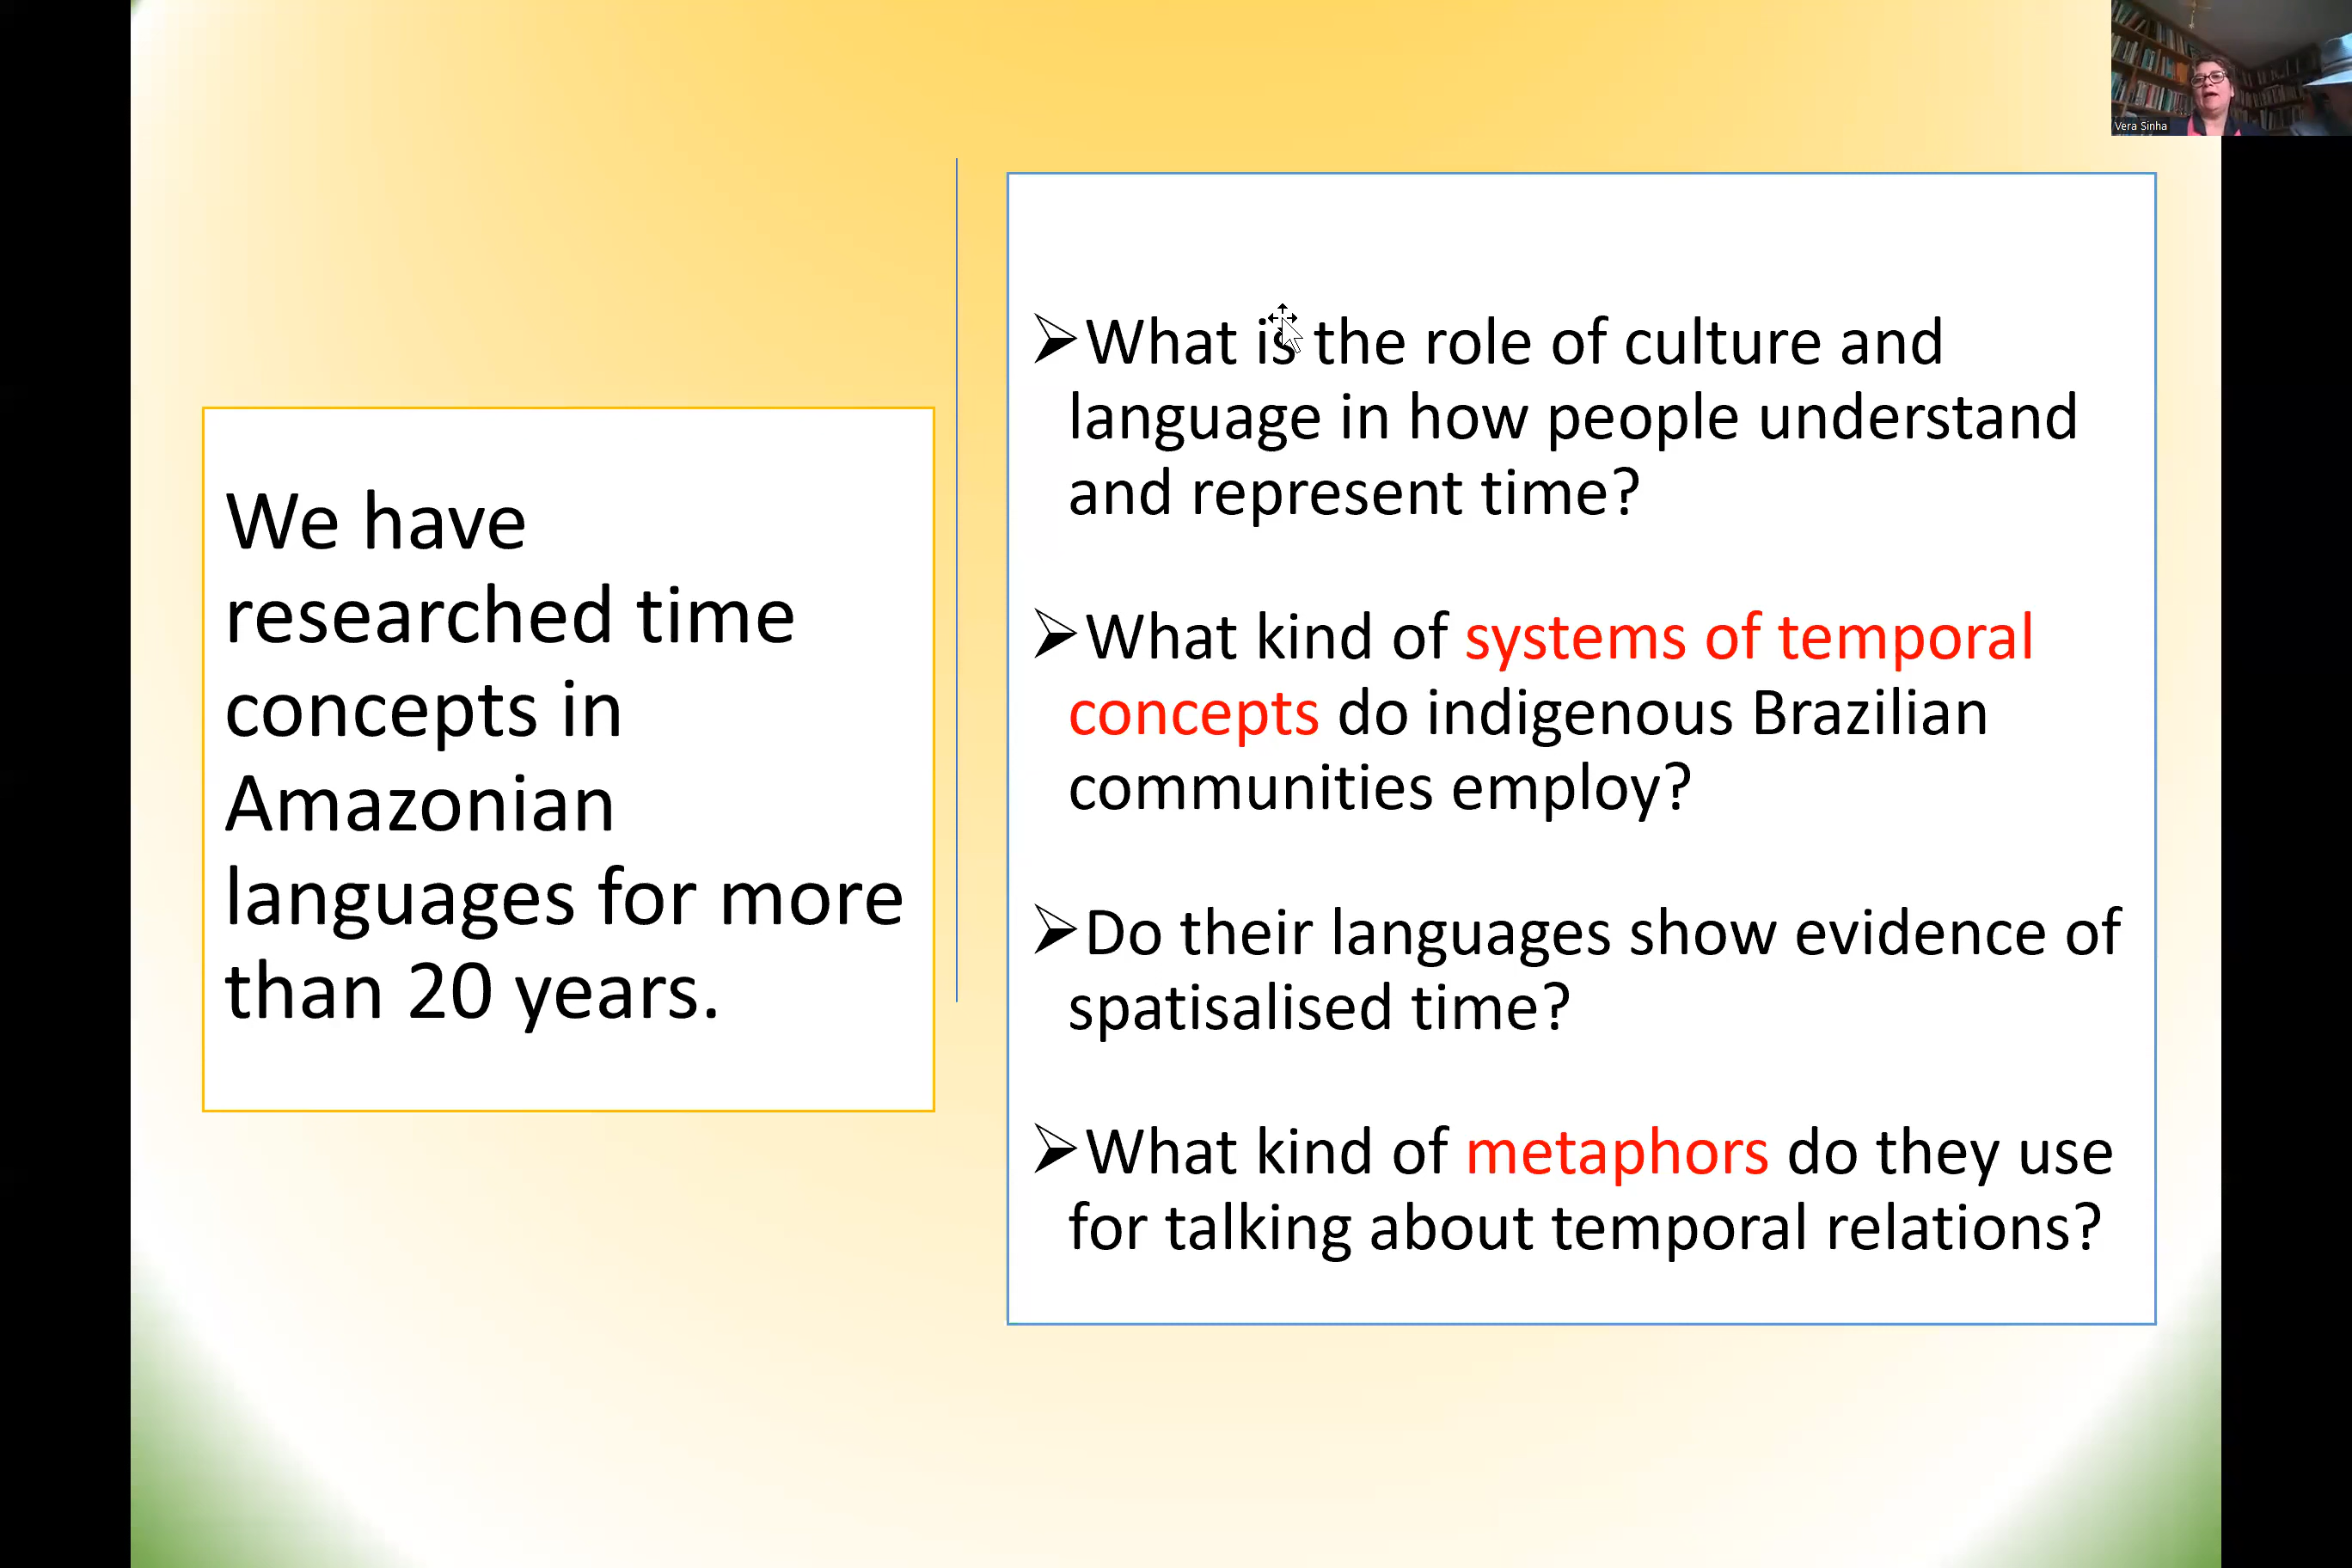 Vera Sinha
We have
researched time
concepts in
Amazonian
languages for more
than 20 years.
➢What is the role of culture and
language in how people understand
and represent time?
➢What kind of systems of temporal
concepts do indigenous Brazilian
communities employ?
➢Do their languages show evidence of
spatisalised time?
➢What kind of metaphors do they use
for talking about temporal relations?